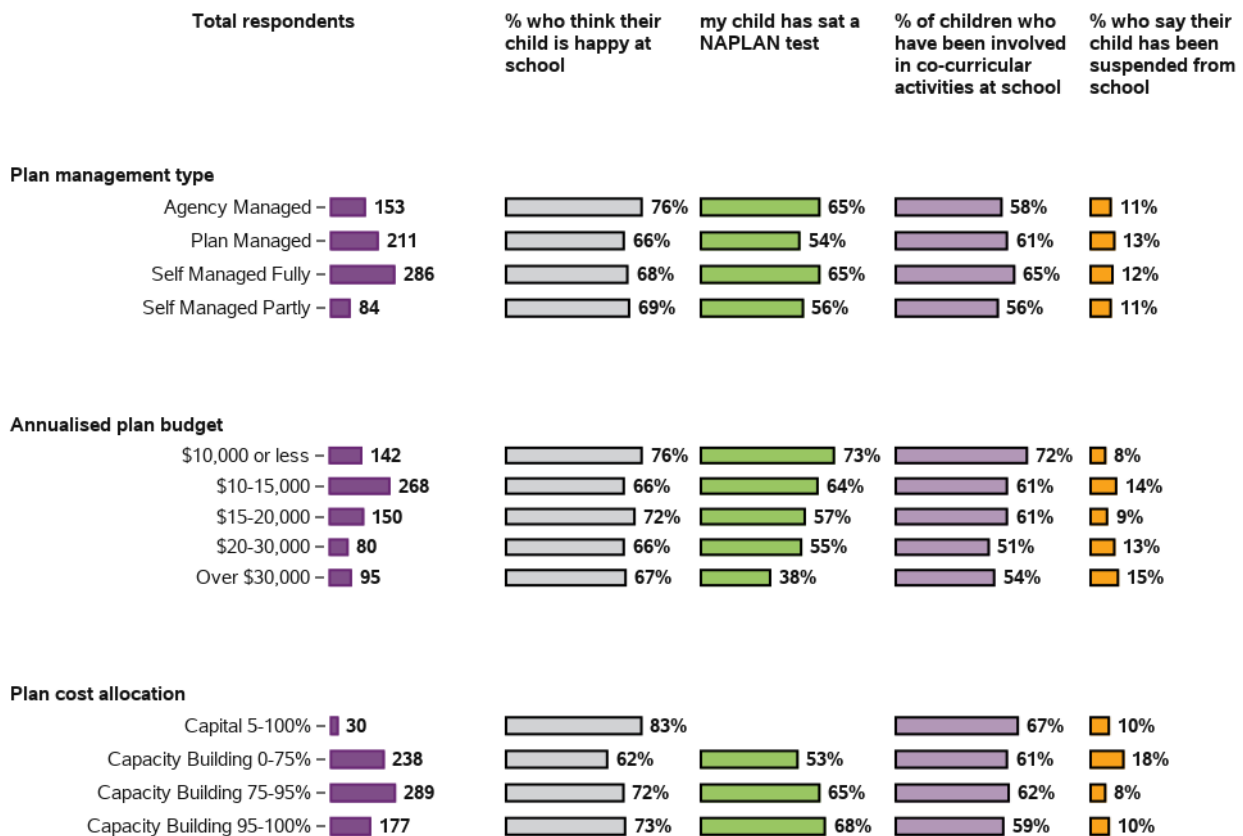 Total respondents
% who think their child is happy at school
my child has sat a NAPLAN test
% of children who have been involved in co-curricular activities at school
% who say their child has been suspended from school
Plan management type
Agency Managed 153 76% 65% 58% 11%
Plan Managed 211 66% 54% 61% 13%
Self Managed Fully 286 68% 65% 65% 12%
Self Managed Partly 84 69% 56% 56% 11%
Annualised plan budget
$10,000 or less 142 76% 73% 72% 8%
$10-15,000 268 66% 64% 61% 14%
$15-20,000 150 72% 57% 61% 9%
$20-30,000 80 66% 55% 51% 13%
Over $30,000 95 67% 38% 54% 15%
Plan cost allocation
Capital 5-100% 30 83% 67% 10%
Capacity Building 0-75% 238 62% 53% 61% 18%
Capacity Building 75-95% 289 72% 65% 62% 8%
Capacity Building 95-100% 177 73% 68% 59% 10%